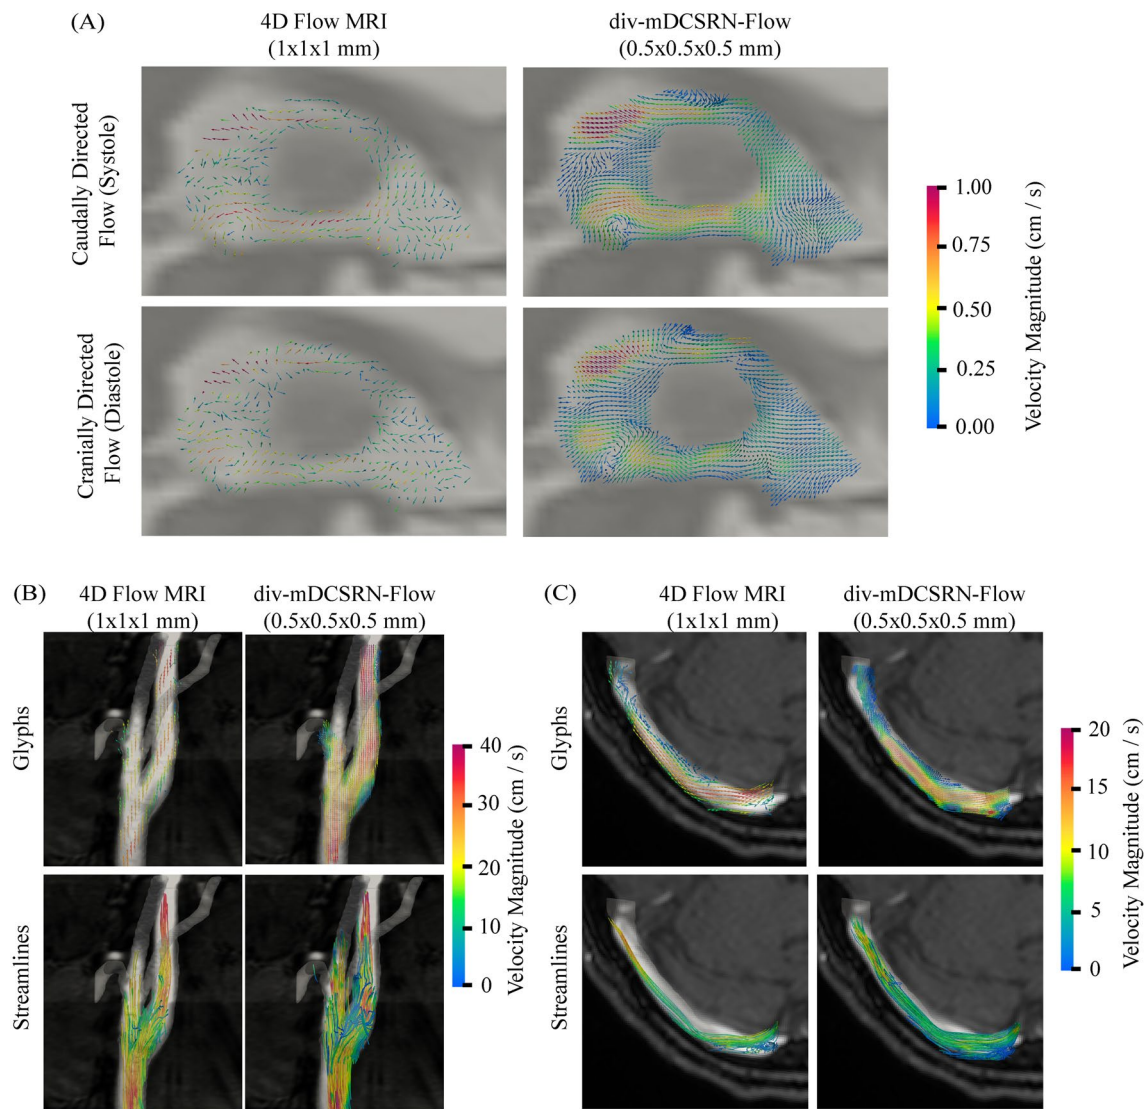 (A)
4D Flow MRI
(1x1x1 mm)
div-mDCSRN-Flow
(0.5x0.5x0.5 mm)
Caudally Directed
Flow (Systole)
Cranially Directed
Flow (Diastole)
1.00
0.75
0.50
0.25
0.00
Velocity Magnitude (cm / s)
(B)
4D Flow MRI
(1x1x1 mm)
div-mDCSRN-Flow
(0.5x0.5x0.5 mm)
Glyphs
Streamlines
40
30
20
10
0
Velocity Magnitude (cm / s)
(C)
4D Flow MRI
(1x1x1 mm)
div-mDCSRN-Flow
(0.5x0.5x0.5 mm)
Glyphs
Streamlines
20
15
10
5
0
Velocity Magnitude (cm / s)